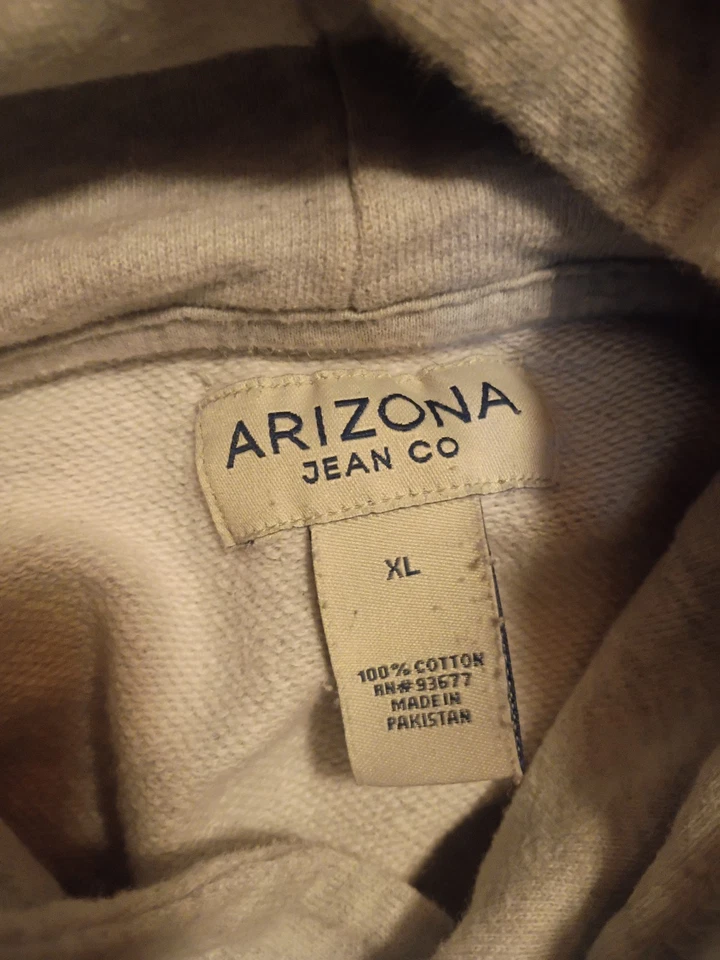 ARIZONA
JEAN CO
XL
100% COTTON
RN# 93677
MADE IN
PAKISTAN